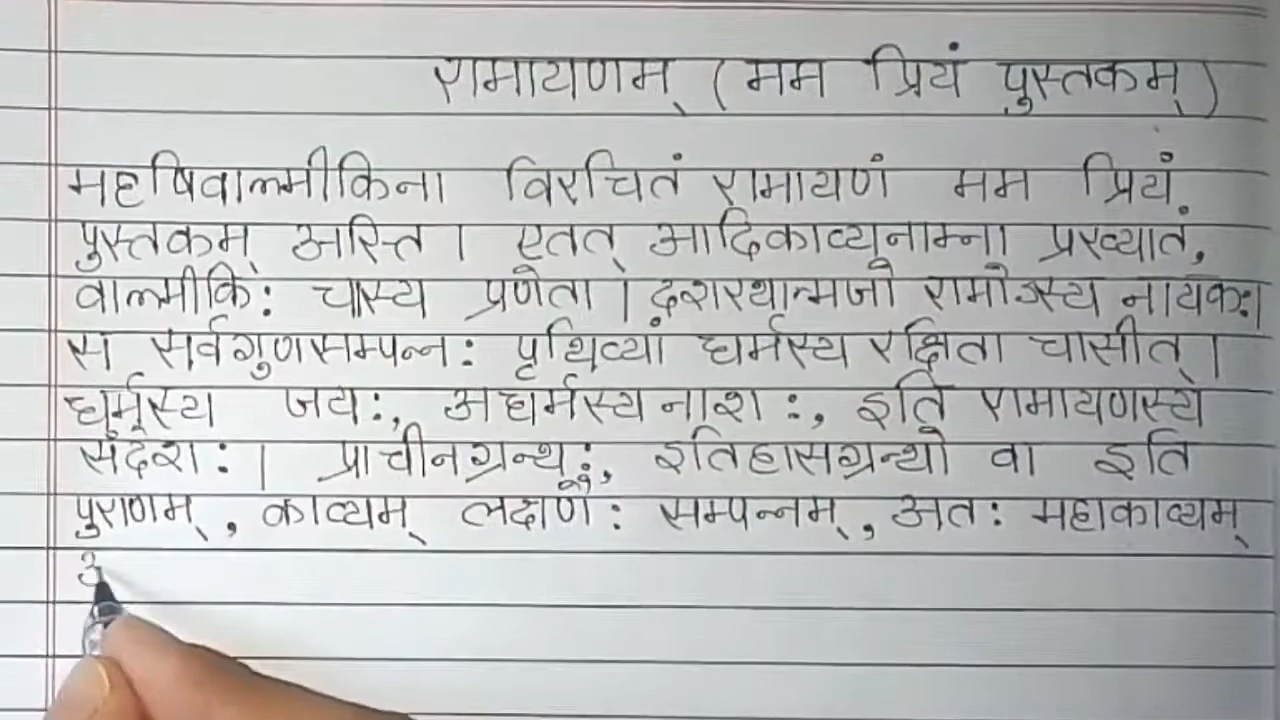 रामायणम् (मम प्रियं पुस्तकम्)
महषिवाल्मीकिना विरचितं रामायणं मम प्रियं
पुस्तकम् अस्ति। एतत् आदिकाव्यनाम्ना प्रख्यातं,
वाल्मीकिः चास्य प्रणेता। दशरथात्मजो रामोऽस्य नायकः।
स सर्वगुणसम्पन्नः पृथिव्यां धर्मस्य रक्षिता चासीत्।
धर्मस्य जयः, अधर्मस्य नाशः, इति रामायणस्य
संदेशः। प्राचीनग्रन्थः, इतिहासग्रन्थो वा इति
पुराणम्, काव्यम् लक्षणैः सम्पन्नम्, अतः महाकाव्यम्